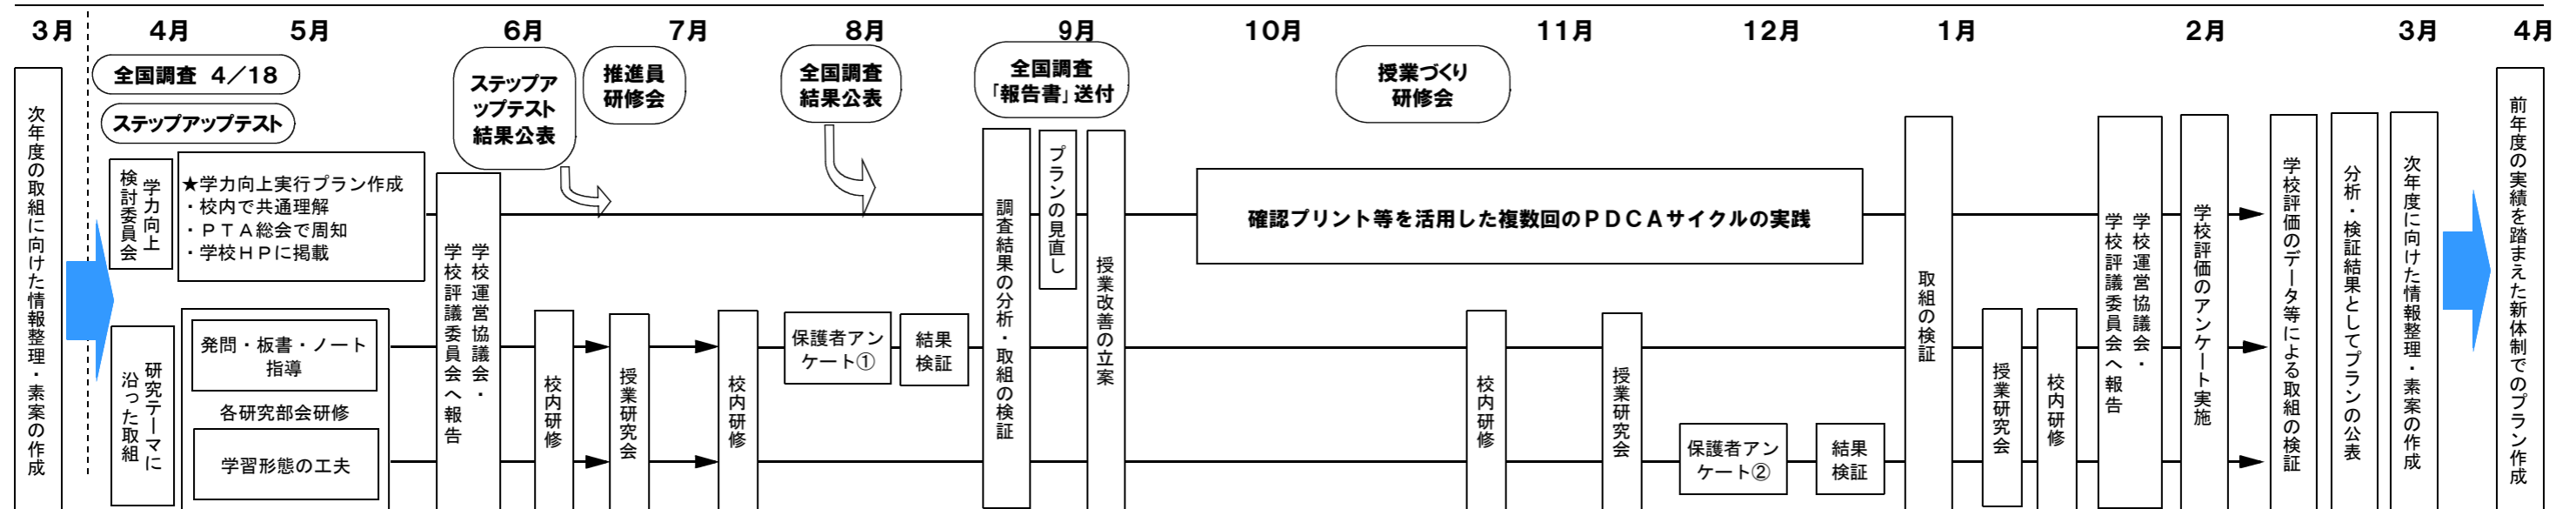 3月
4月
5月
6月
7月
8月
9月
10月
11月
12月
1月
2月
3月
4月
全国調査 4／18
ステップアップテスト
ステップア
ップテスト
結果公表
推進員
研修会
全国調査
結果公表
全国調査
「報告書」送付
授業づくり
研修会
次年度の取組に向けた情報整理・素案の作成
学力向上
検討委員会
★学力向上実行プラン作成
・校内で共通理解
・ＰＴＡ総会で周知
・学校ＨＰに掲載
研究テーマに
沿った取組
発問・板書・ノート
指導
各研究部会研修
学習形態の工夫
学校運営協議会・
学校評議委員会へ報告
校内研修
授業研究会
校内研修
保護者アン
ケート①
結果
検証
調査結果の分析・取組の検証
プランの見直し
授業改善の立案
確認プリント等を活用した複数回のＰＤＣＡサイクルの実践
校内研修
授業研究会
保護者アン
ケート②
結果
検証
取組の検証
授業研究会
校内研修
学校運営協議会・
学校評議委員会へ報告
学校評価のアンケート実施
学校評価のデータ等による取組の検証
分析・検証結果としてプランの公表
次年度に向けた情報整理・素案の作成
前年度の実績を踏まえた新体制でのプラン作成